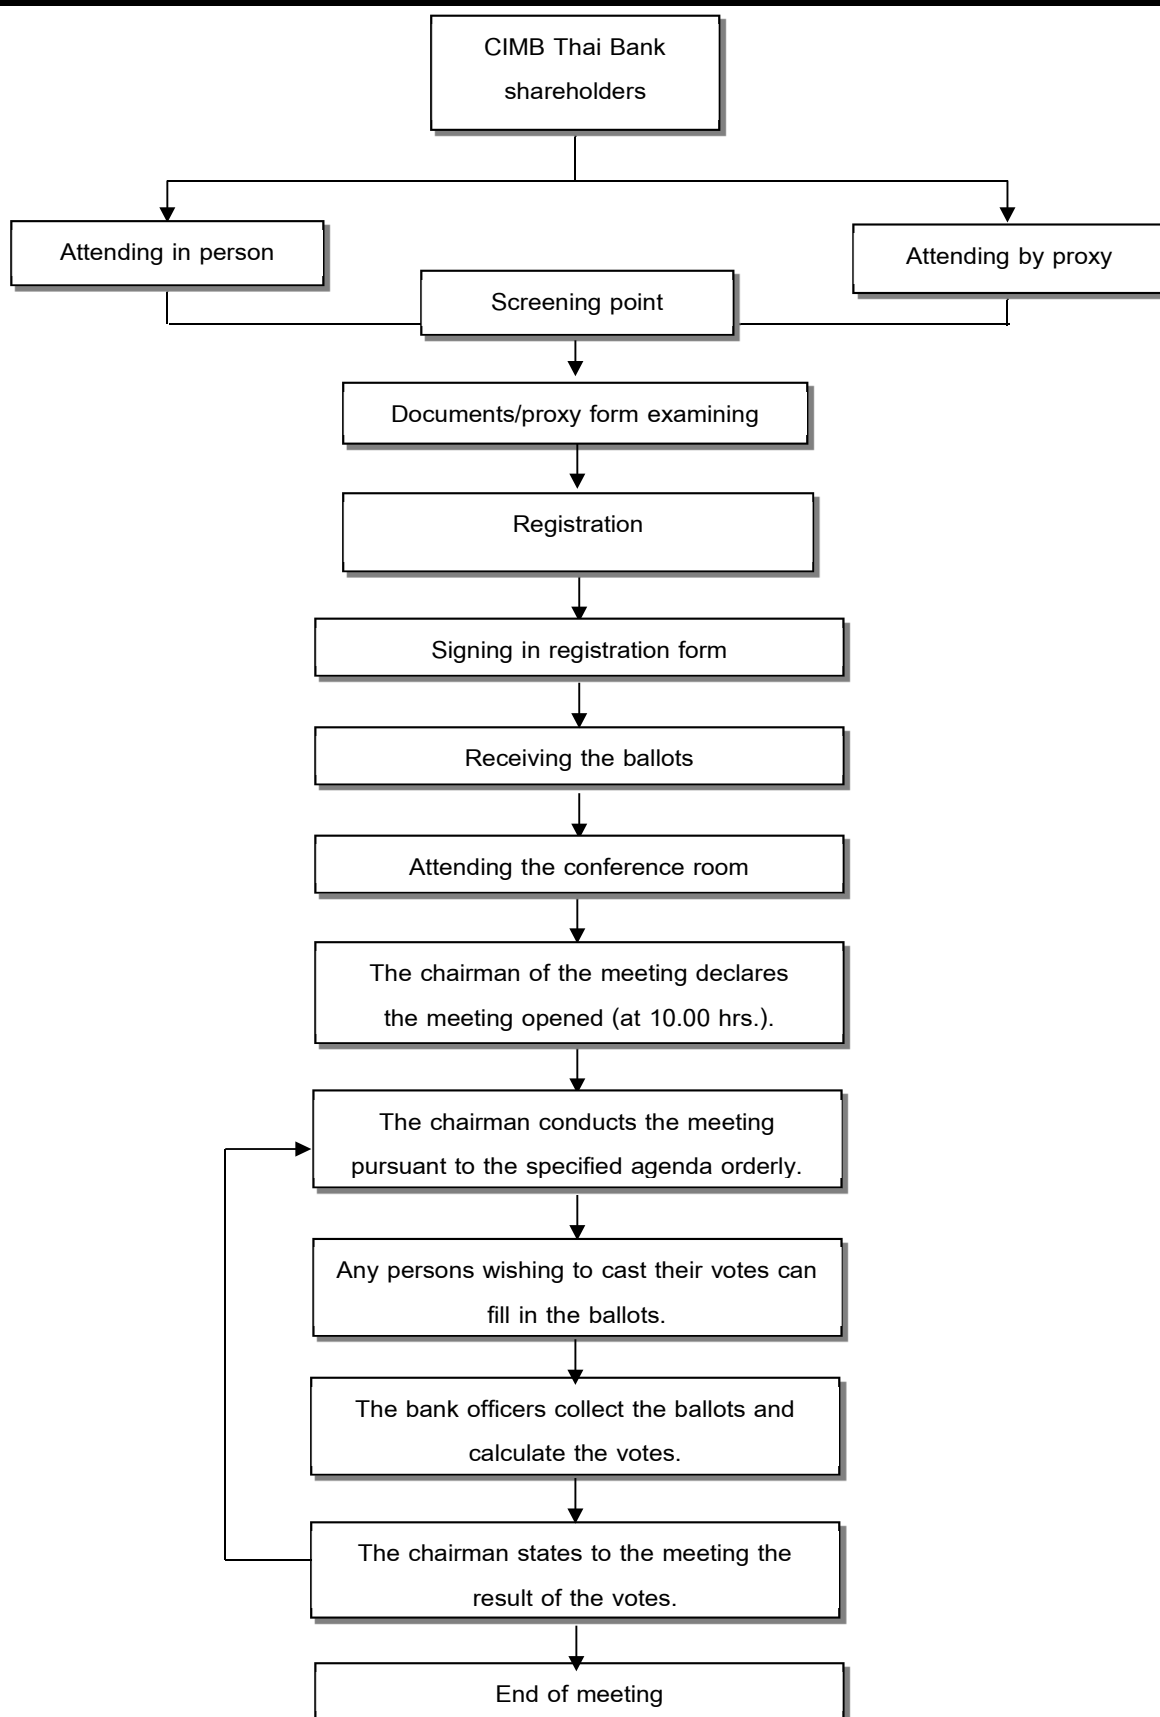 CIMB Thai Bank
shareholders
Attending in person
Attending by proxy
Screening point
Documents/proxy form examining
Registration
Signing in registration form
Receiving the ballots
Attending the conference room
The chairman of the meeting declares
the meeting opened (at 10.00 hrs.).
The chairman conducts the meeting
pursuant to the specified agenda orderly.
Any persons wishing to cast their votes can
fill in the ballots.
The bank officers collect the ballots and
calculate the votes.
The chairman states to the meeting the
result of the votes.
End of meeting